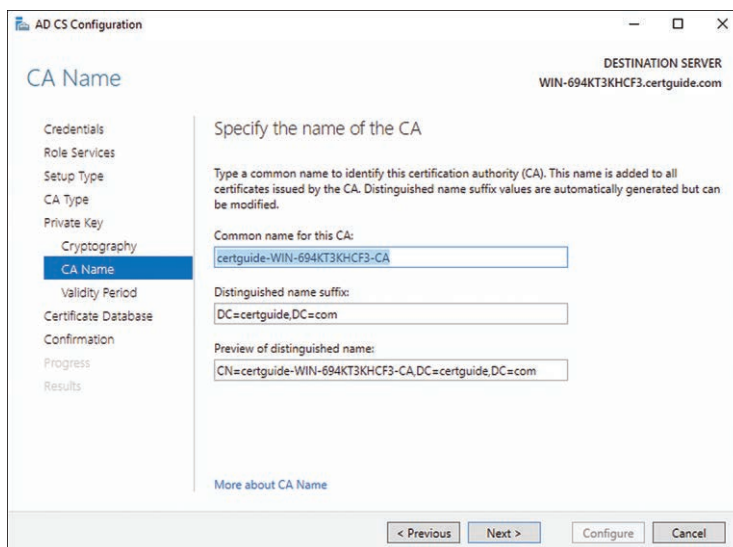 AD CS Configuration
CA Name
DESTINATION SERVER
WIN-694KT3KHCF3.certguide.com
Credentials
Role Services
Setup Type
CA Type
Private Key
Cryptography
CA Name
Validity Period
Certificate Database
Confirmation
Progress
Results
Specify the name of the CA
Type a common name to identify this certification authority (CA). This name is added to all
certificates issued by the CA. Distinguished name suffix values are automatically generated but can
be modified.
Common name for this CA:
certguide-WIN-694KT3KHCF3-CA
Distinguished name suffix:
DC=certguide,DC=com
Preview of distinguished name:
CN=certguide-WIN-694KT3KHCF3-CA,DC=certguide,DC=com
More about CA Name
< Previous
Next >
Configure
Cancel